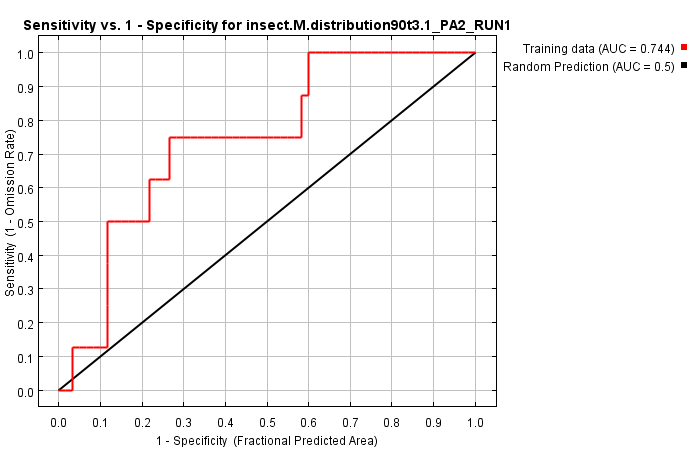 Sensitivity vs. 1 - Specificity for insect.M.distribution90t3.1_PA2_RUN1
Training data (AUC = 0.744)
Random Prediction (AUC = 0.5)
Sensitivity (1 - Omission Rate)
1.0
0.9
0.8
0.7
0.6
0.5
0.4
0.3
0.2
0.1
0.0
0.0 0.1 0.2 0.3 0.4 0.5 0.6 0.7 0.8 0.9 1.0
1 - Specificity (Fractional Predicted Area)